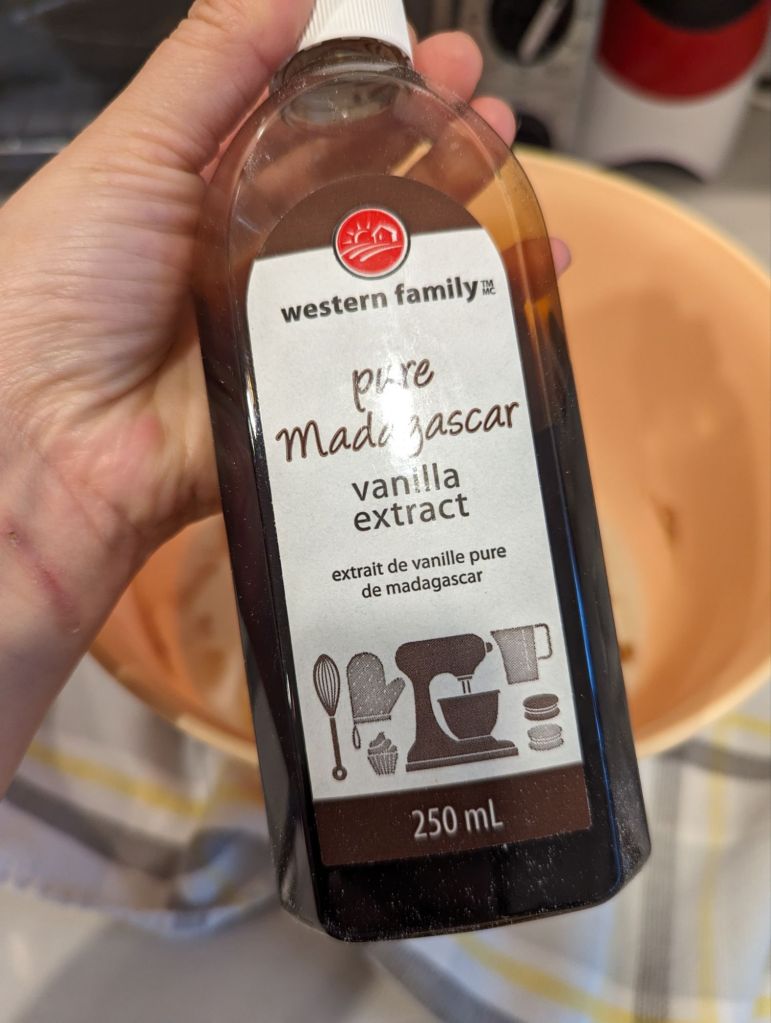 western family™
MC
pure
Madagascar
vanilla
extract
extrait de vanille pure
de madagascar
250 mL